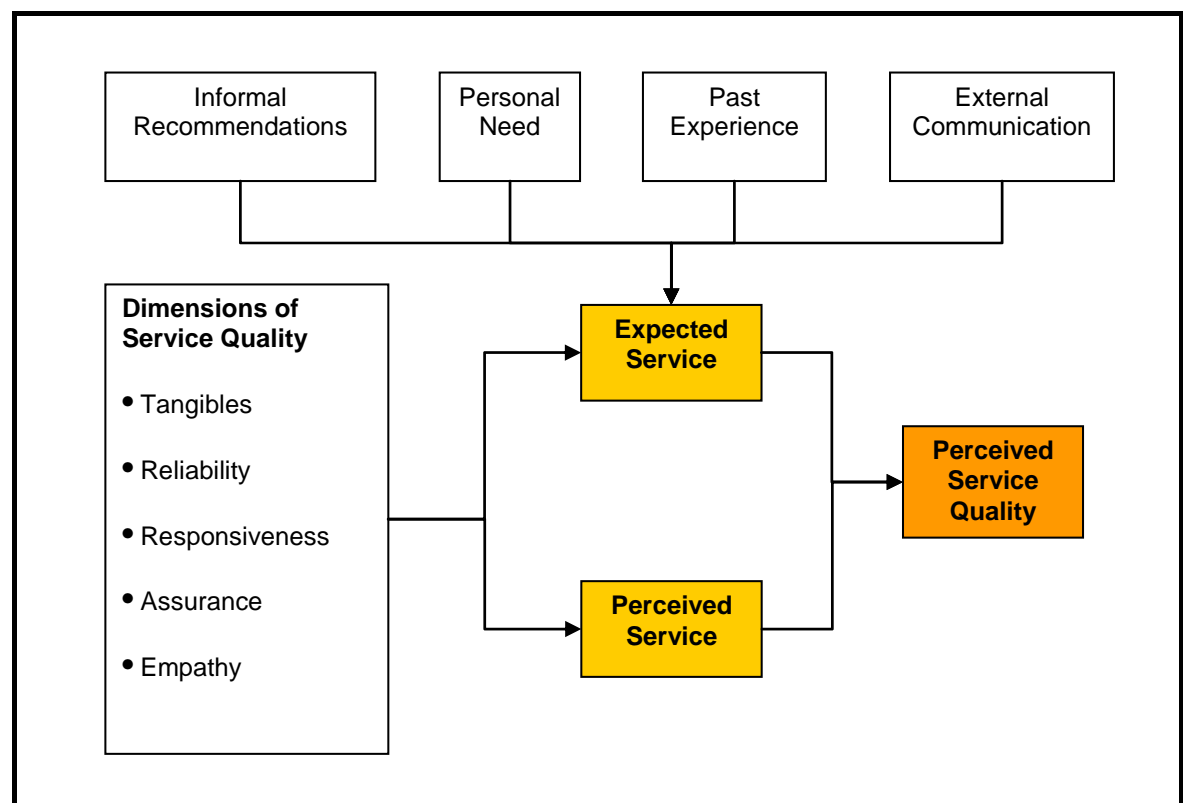 Informal
Recommendations
Personal
Need
Past
Experience
External
Communication
Dimensions of
Service Quality
• Tangibles
• Reliability
• Responsiveness
• Assurance
• Empathy
Expected
Service
Perceived
Service
Perceived
Service
Quality